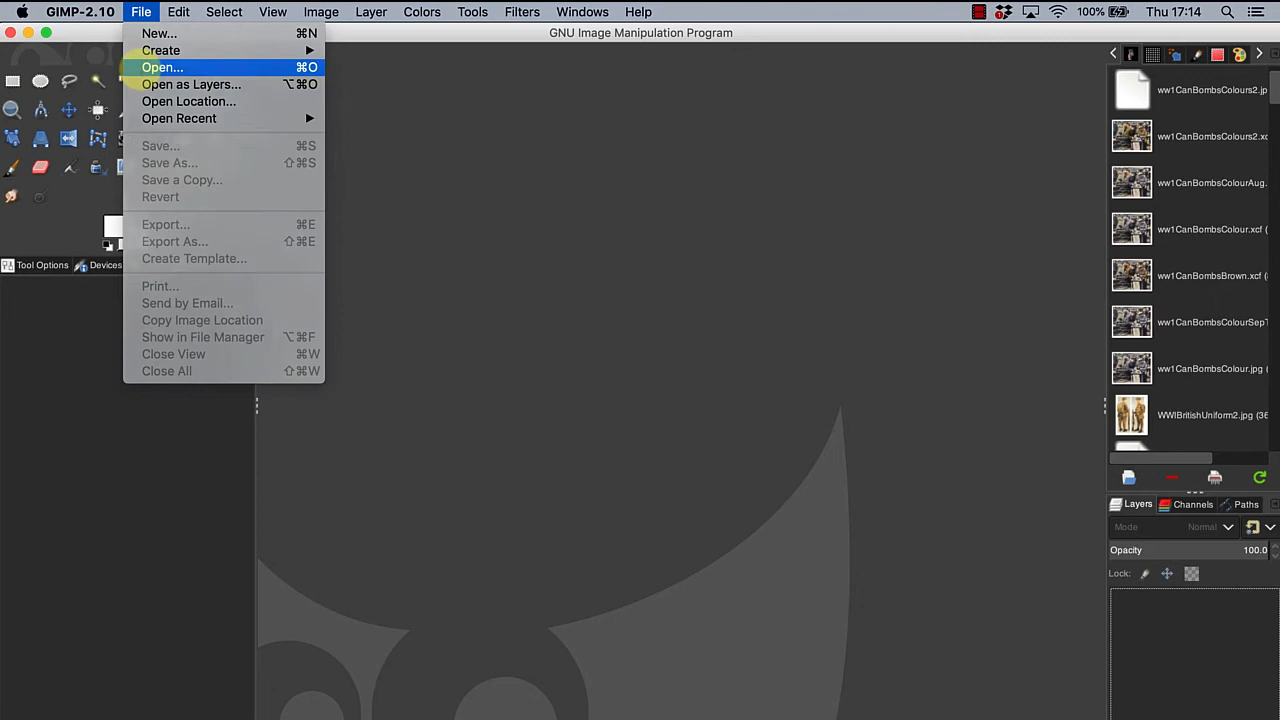 GIMP-2.10 File Edit Select View Image Layer Colors Tools Filters Windows Help 100% Thu 17:14
GNU Image Manipulation Program
New... ⌘N
Create
Open... ⌘O
Open as Layers... ⌥⌘O
Open Location...
Open Recent
Save... ⌘S
Save As... ⇧⌘S
Save a Copy...
Revert
Export... ⌘E
Export As... ⇧⌘E
Create Template...
Print...
Send by Email...
Copy Image Location
Show in File Manager ⌥⌘F
Close View ⌘W
Close All ⇧⌘W
Tool Options Devices
ww1CanBombsColours2.jp
ww1CanBombsColours2.xc
ww1CanBombsColourAug.
ww1CanBombsColour.xcf (
ww1CanBombsBrown.xcf (
ww1CanBombsColourSepT
ww1CanBombsColour.jpg (
WWIBritishUniform2.jpg (36
Layers Channels Paths
Mode Normal
Opacity 100.0
Lock: